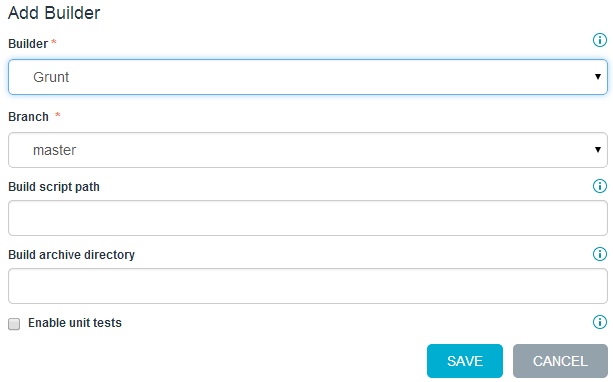 Add Builder
Builder *
Grunt
Branch *
master
Build script path
Build archive directory
Enable unit tests
SAVE CANCEL